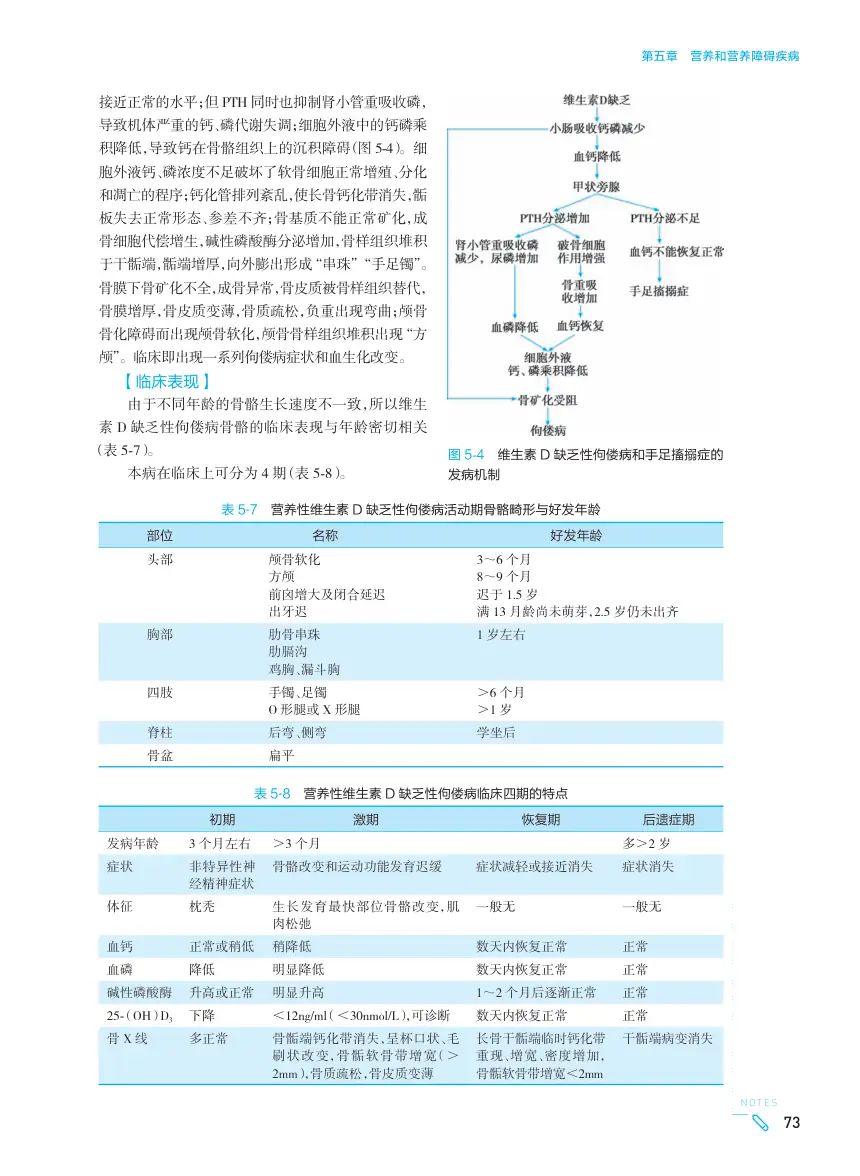 第五章 营养和营养障碍疾病
接近正常的水平;但 PTH 同时也抑制肾小管重吸收磷,
导致机体严重的钙、磷代谢失调;细胞外液中的钙磷乘
积降低,导致钙在骨骼组织上的沉积障碍(图 5-4)。细
胞外液钙、磷浓度不足破坏了软骨细胞正常增殖、分化
和凋亡的程序;钙化管排列紊乱,使长骨钙化带消失,骺
板失去正常形态、参差不齐;骨基质不能正常矿化,成
骨细胞代偿增生,碱性磷酸酶分泌增加,骨样组织堆积
于干骺端,骺端增厚,向外膨出形成“串珠”“手足镯”。
骨膜下骨矿化不全,成骨异常,骨皮质被骨样组织替代,
骨膜增厚,骨皮质变薄,骨质疏松,负重出现弯曲;颅骨
骨化障碍而出现颅骨软化,颅骨骨样组织堆积出现“方
颅”。临床即出现一系列佝偻病症状和血生化改变。
【临床表现】
由于不同年龄的骨骼生长速度不一致,所以维生
素 D 缺乏性佝偻病骨骼的临床表现与年龄密切相关
(表 5-7)。
本病在临床上可分为 4 期(表 5-8)。
维生素D缺乏
小肠吸收钙磷减少
血钙降低
甲状旁腺
PTH分泌增加 PTH分泌不足
肾小管重吸收磷 破骨细胞
减少，尿磷增加 作用增强 血钙不能恢复正常
骨重吸
收增加 手足搐搦症
血磷降低 血钙恢复
细胞外液
钙、磷乘积降低
骨矿化受阻
佝偻病
图 5-4 维生素 D 缺乏性佝偻病和手足搐搦症的
发病机制
表 5-7 营养性维生素 D 缺乏性佝偻病活动期骨骼畸形与好发年龄
部位 名称 好发年龄
头部 颅骨软化 3～6 个月
方颅 8～9 个月
前囟增大及闭合延迟 迟于 1.5 岁
出牙迟 满 13 月龄尚未萌芽,2.5 岁仍未出齐
胸部 肋骨串珠 1 岁左右
肋膈沟
鸡胸、漏斗胸
四肢 手镯、足镯 ＞6 个月
O 形腿或 X 形腿 ＞1 岁
脊柱 后弯、侧弯 学坐后
骨盆 扁平
表 5-8 营养性维生素 D 缺乏性佝偻病临床四期的特点
初期 激期 恢复期 后遗症期
发病年龄 3 个月左右 ＞3 个月 多＞2 岁
症状 非特异性神 骨骼改变和运动功能发育迟缓 症状减轻或接近消失 症状消失
经精神症状
体征 枕秃 生长发育最快部位骨骼改变,肌 一般无 一般无
肉松弛
血钙 正常或稍低 稍降低 数天内恢复正常 正常
血磷 降低 明显降低 数天内恢复正常 正常
碱性磷酸酶 升高或正常 明显升高 1～2 个月后逐渐正常 正常
25-(OH)D₃ 下降 ＜12ng/ml(＜30nmol/L),可诊断 数天内恢复正常 正常
骨 X 线 多正常 骨骺端钙化带消失,呈杯口状、毛 长骨干骺端临时钙化带 干骺端病变消失
刷状改变,骨骺软骨带增宽(＞ 重现、增宽、密度增加,
2mm),骨质疏松,骨皮质变薄 骨骺软骨带增宽＜2mm
NOTES
73